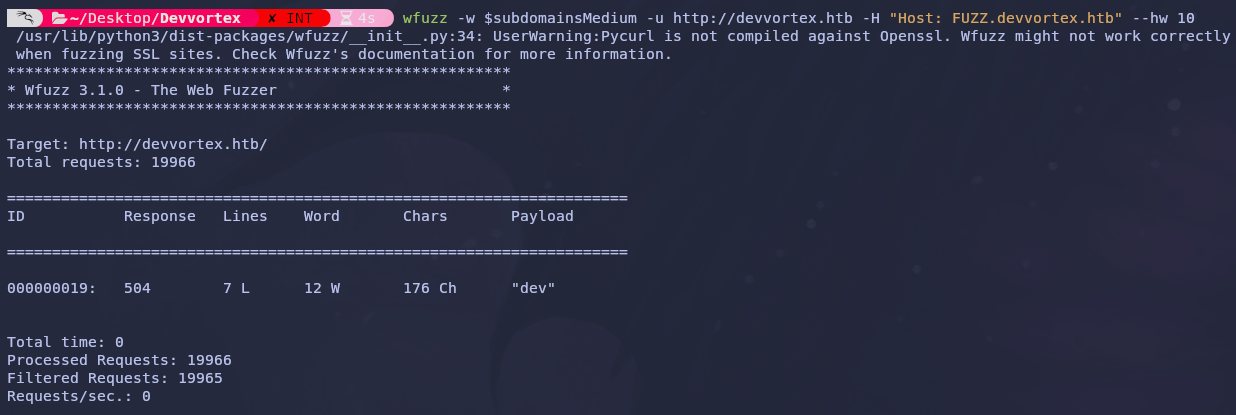 ~/Desktop/Devvortex ✘ INT 4s wfuzz -w $subdomainsMedium -u http://devvortex.htb -H "Host: FUZZ.devvortex.htb" --hw 10
/usr/lib/python3/dist-packages/wfuzz/__init__.py:34: UserWarning:Pycurl is not compiled against Openssl. Wfuzz might not work correctly
when fuzzing SSL sites. Check Wfuzz's documentation for more information.
********************************************************
* Wfuzz 3.1.0 - The Web Fuzzer                         *
********************************************************
Target: http://devvortex.htb/
Total requests: 19966
=====================================================================
ID           Response   Lines    Word       Chars       Payload
=====================================================================
000000019:   504        7 L      12 W       176 Ch      "dev"
Total time: 0
Processed Requests: 19966
Filtered Requests: 19965
Requests/sec.: 0